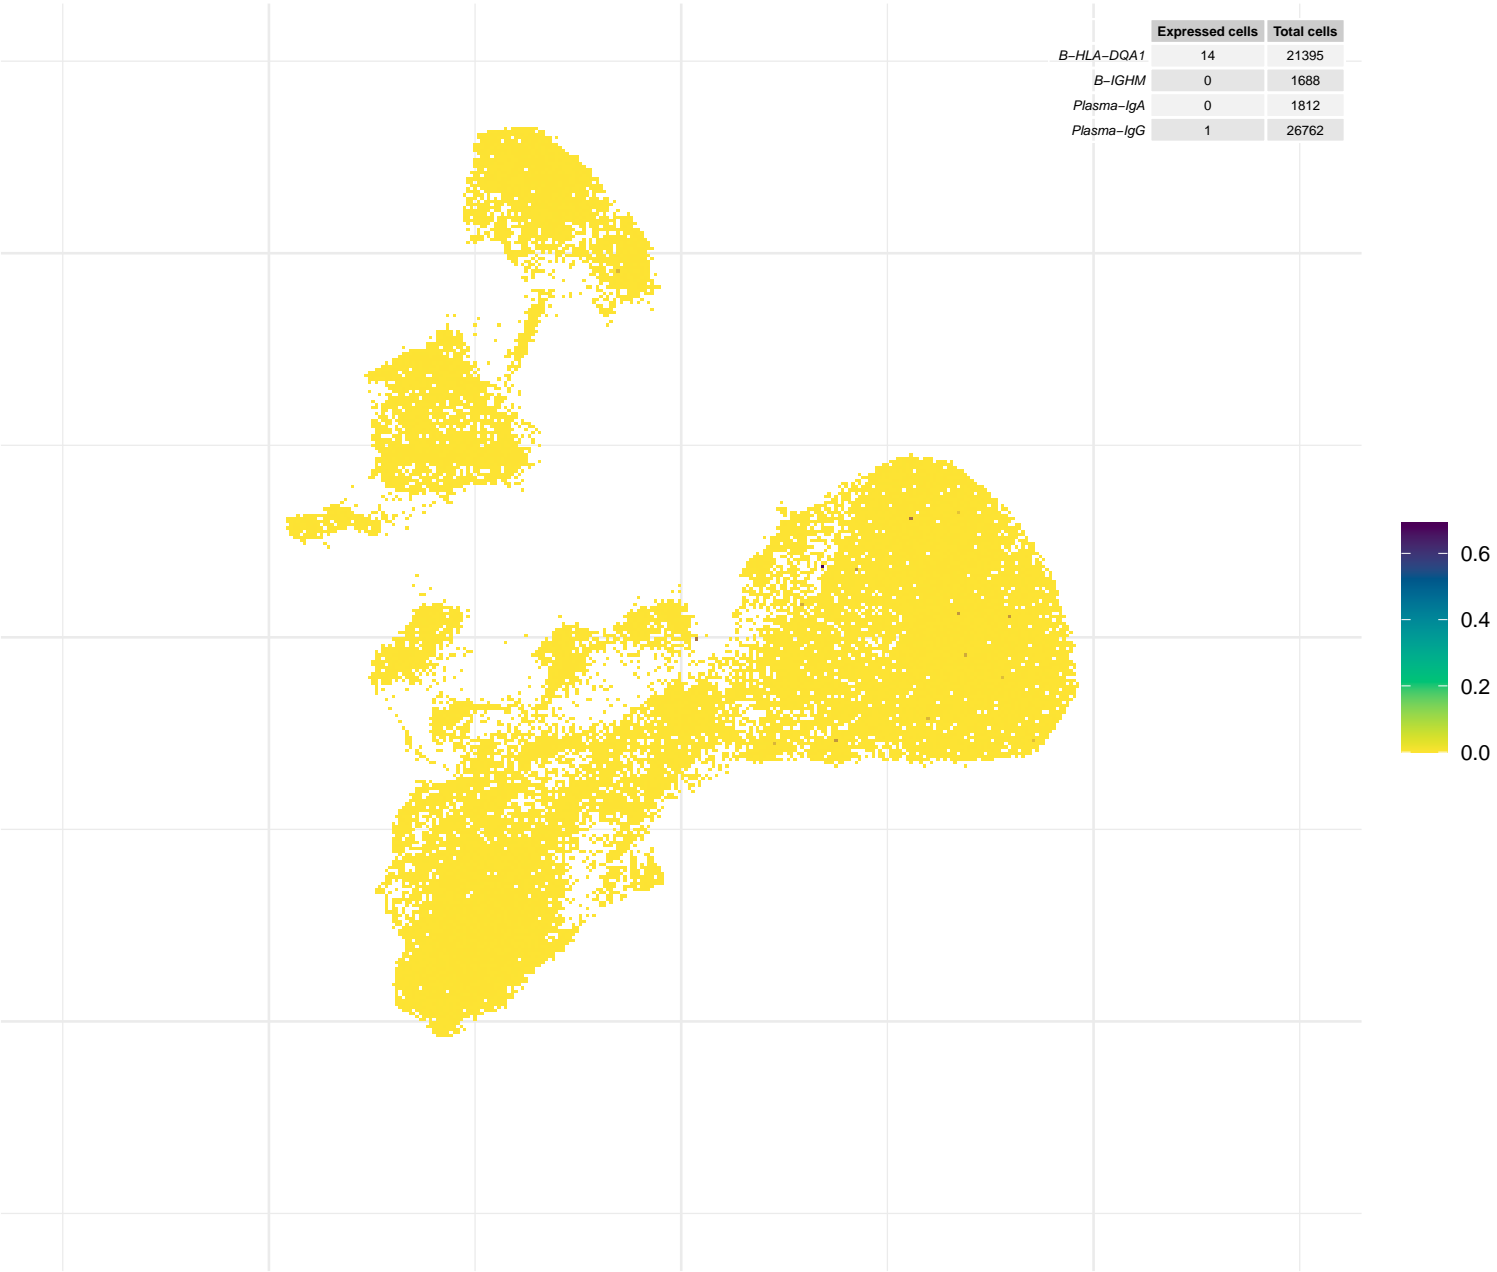 Expressed cells Total cells
B−HLA−DQA1 14 21395
B−IGHM 0 1688
Plasma−IgA 0 1812
Plasma−IgG 1 26762
0.6
0.4
0.2
0.0